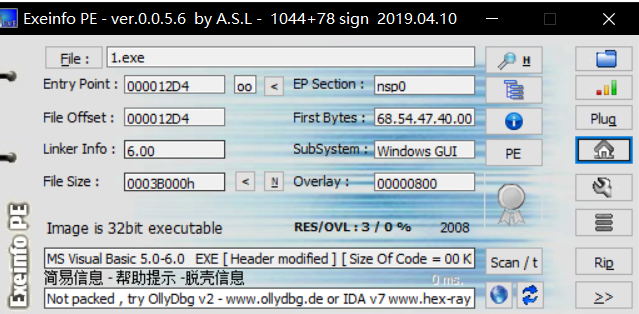 Exeinfo PE - ver.0.0.5.6 by A.S.L - 1044+78 sign 2019.04.10
File : 1.exe H
Entry Point : 000012D4 oo < EP Section : nsp0
File Offset : 000012D4 First Bytes : 68.54.47.40.00 Plug
Linker Info : 6.00 SubSystem : Windows GUI PE
File Size : 0003B000h < N Overlay : 00000800
Image is 32bit executable RES/OVL : 3 / 0 % 2008
Exeinfo PE
MS Visual Basic 5.0-6.0 EXE [ Header modified ] [ Size Of Code = 00 K Scan / t Rip
简易信息 - 帮助提示 -脱壳信息 0 ms.
Not packed , try OllyDbg v2 - www.ollydbg.de or IDA v7 www.hex-ray >>